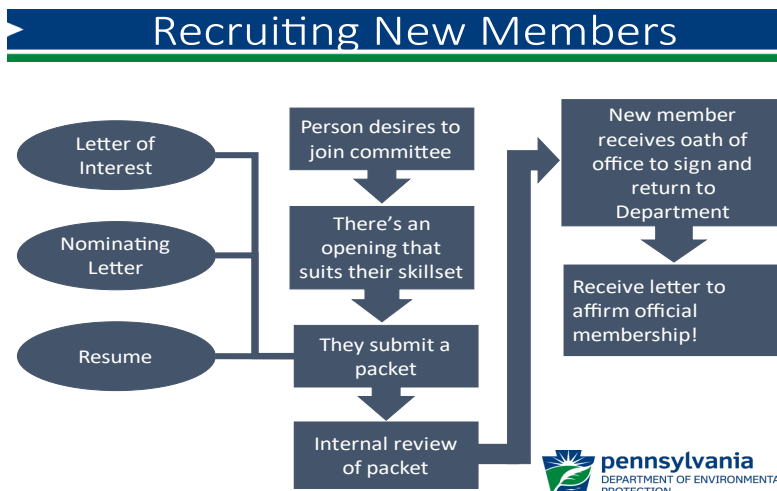 Recruiting New Members
Letter of
Interest
Nominating
Letter
Resume
Person desires to
join committee
There’s an
opening that
suits their skillset
They submit a
packet
Internal review
of packet
New member
receives oath of
office to sign and
return to
Department
Receive letter to
affirm official
membership!
pennsylvania
DEPARTMENT OF ENVIRONMENTA
PROTECTION